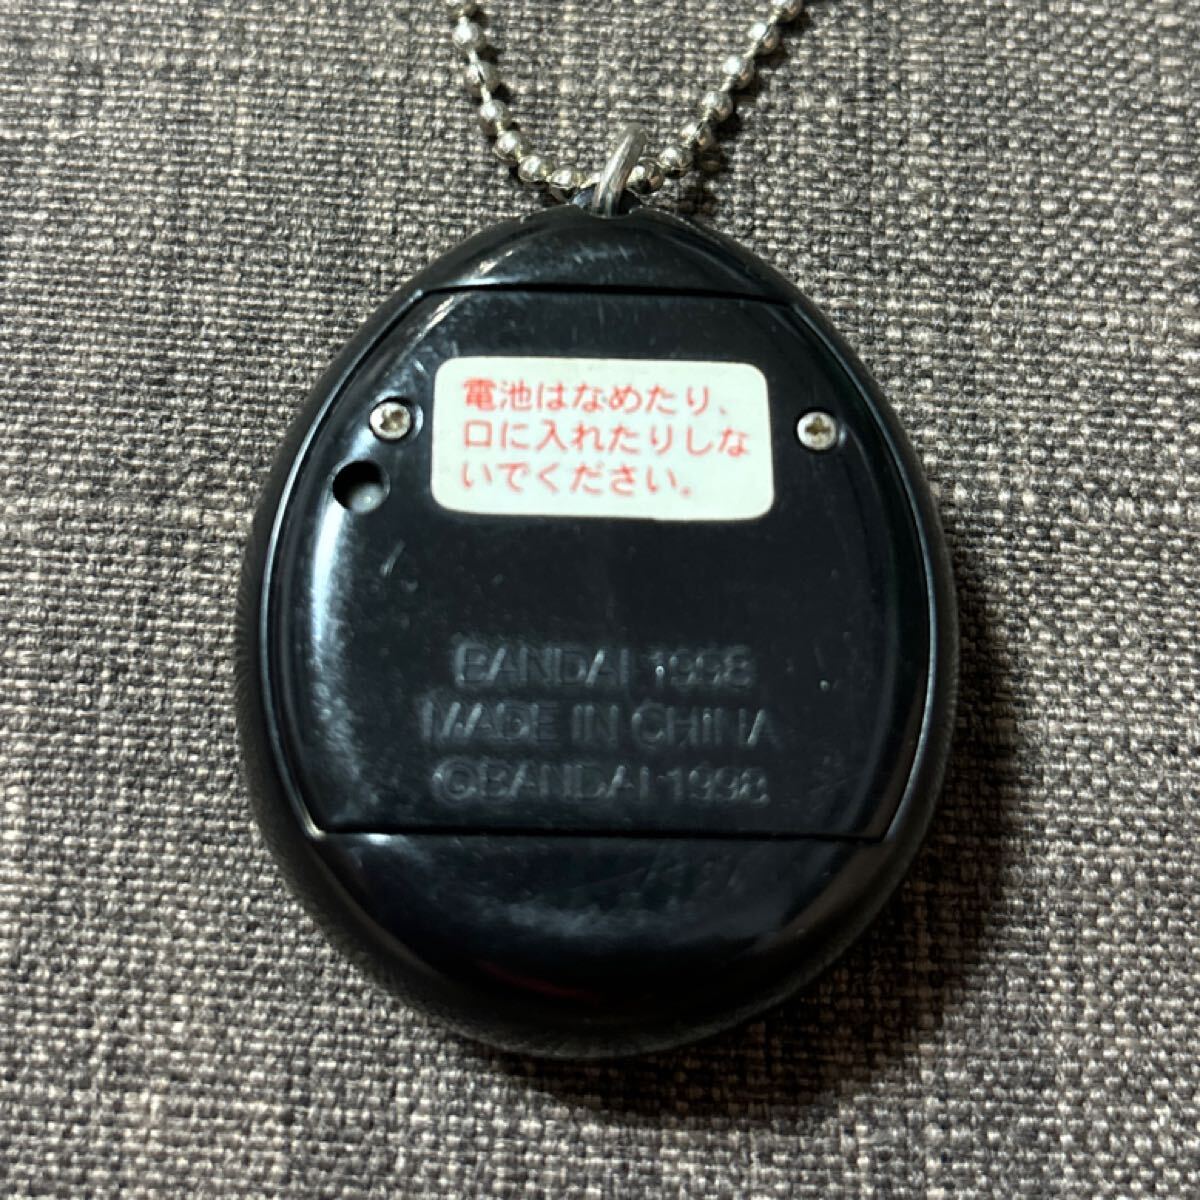 電池はなめたり、
口に入れたりしな
いでください。
BANDAI 1998
MADE IN CHINA
©BANDAI 1998